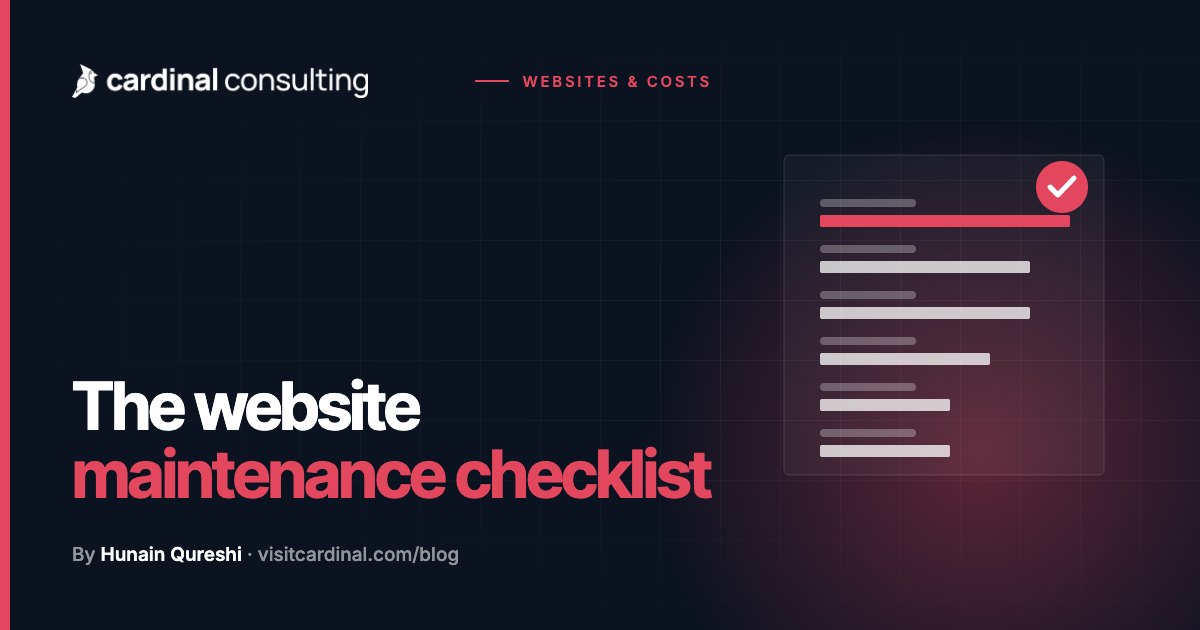 cardinal consulting
WEBSITES & COSTS
The website
maintenance checklist
By Hunain Qureshi · visitcardinal.com/blog